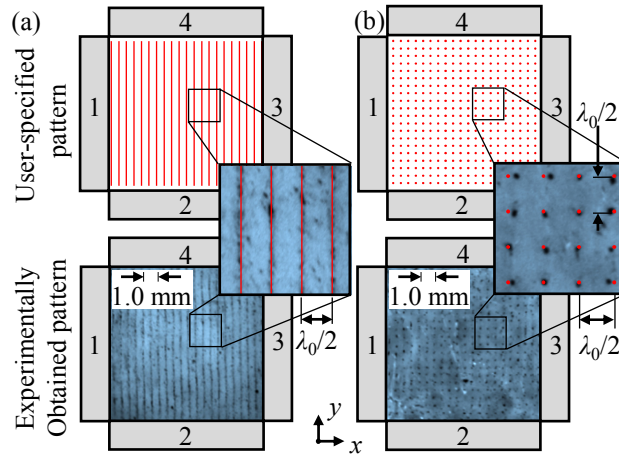 (a)
(b)
User-specified
pattern
4
1
3
2
4
1
3
2
λ₀/2
Experimentally
Obtained pattern
4
1.0 mm
1
3
λ₀/2
2
4
1.0 mm
1
3
λ₀/2
2
y
x